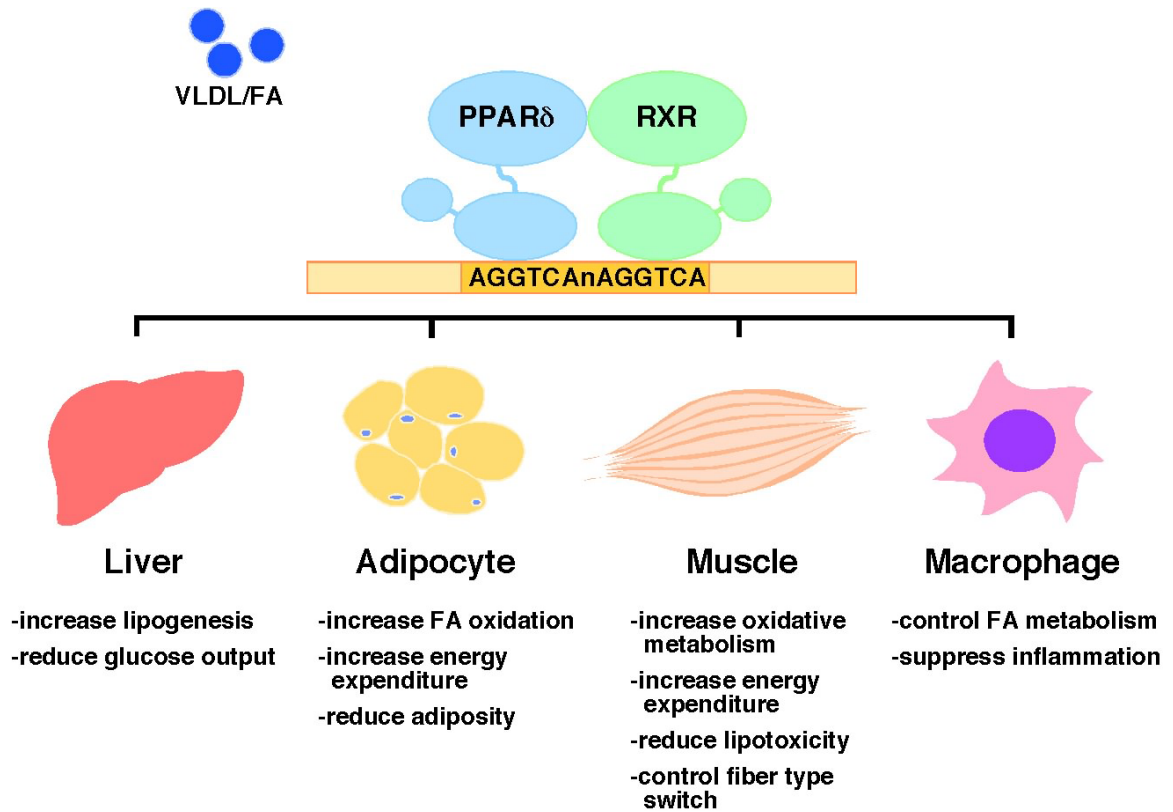 VLDL/FA
PPARδ
RXR
AGGTCAnAGGTCA
Liver
-increase lipogenesis
-reduce glucose output
Adipocyte
-increase FA oxidation
-increase energy
expenditure
-reduce adiposity
Muscle
-increase oxidative
metabolism
-increase energy
expenditure
-reduce lipotoxicity
-control fiber type
switch
Macrophage
-control FA metabolism
-suppress inflammation